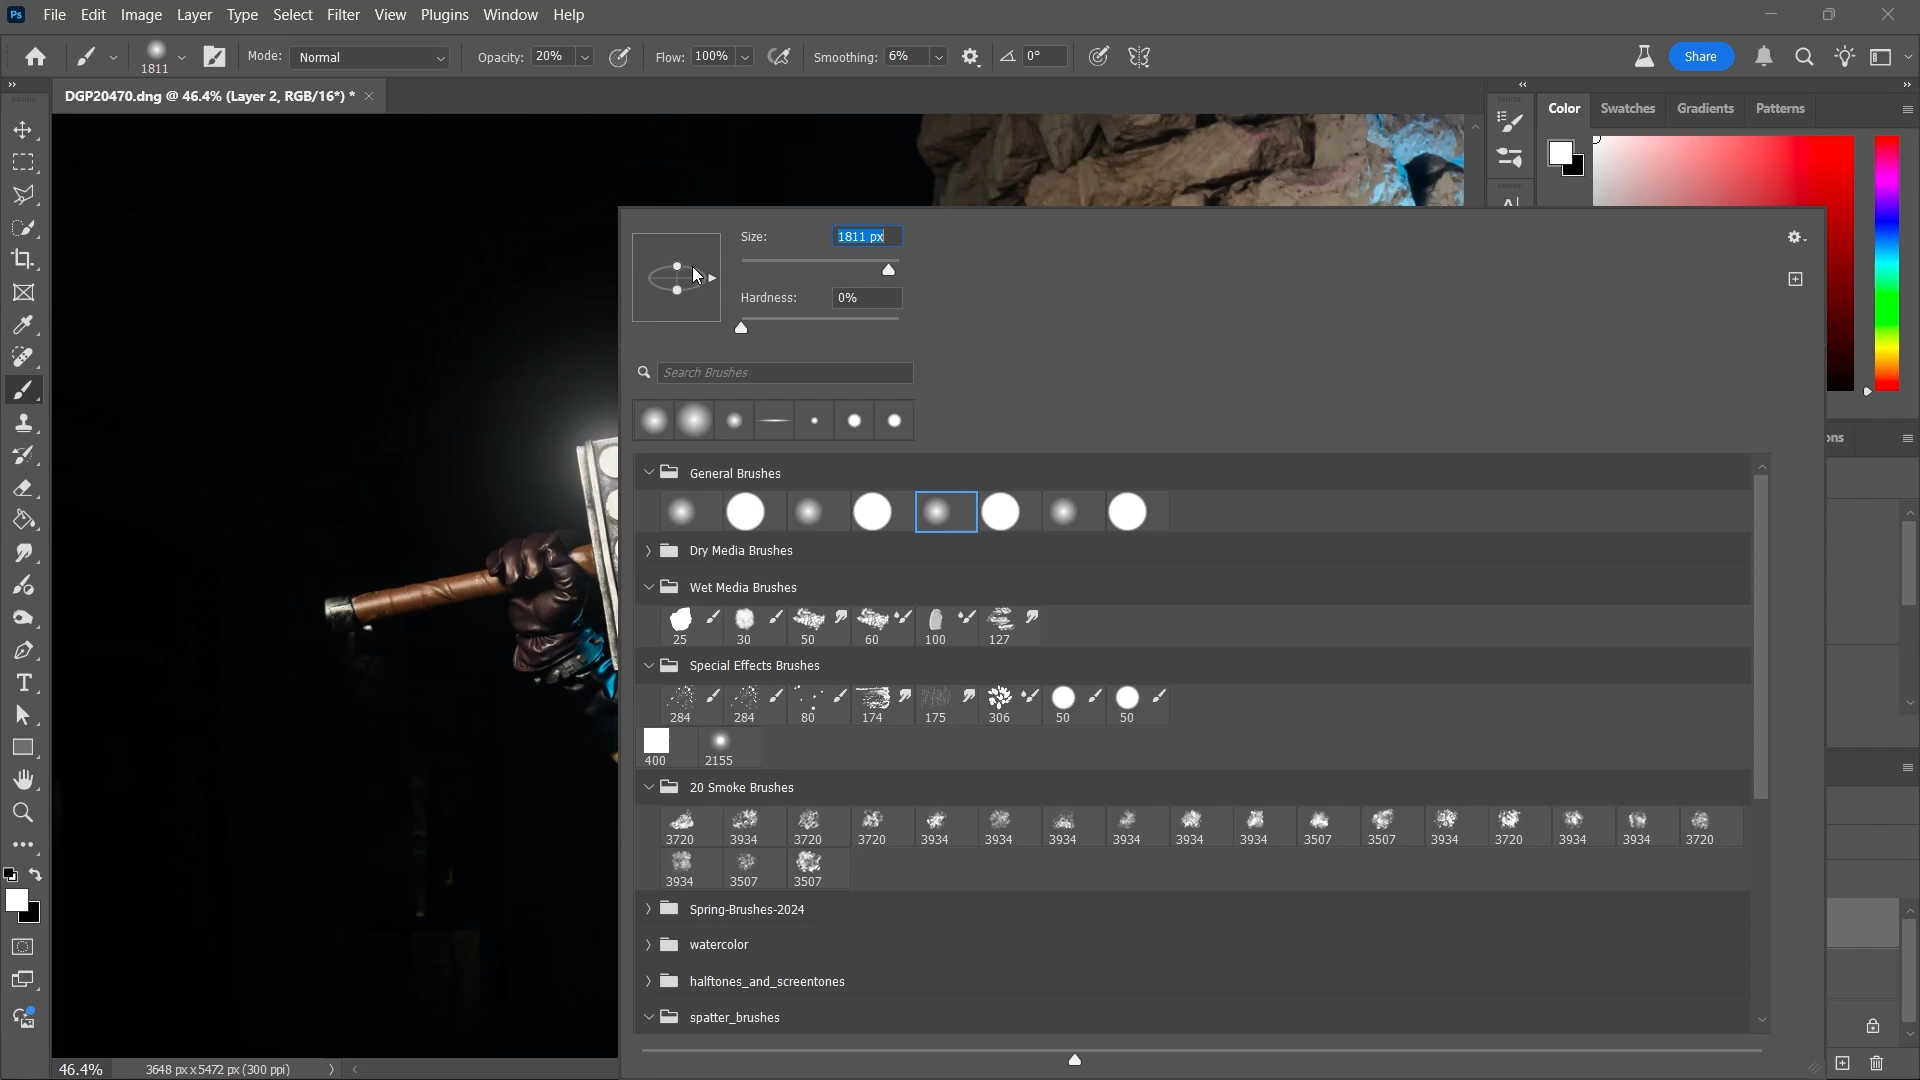 Ps File Edit Image Layer Type Select Filter View Plugins Window Help
1811 Mode: Normal Opacity: 20% Flow: 100% Smoothing: 6% 0° Share
DGP20470.dng @ 46.4% (Layer 2, RGB/16*) *
Color Swatches Gradients Patterns
Size: 1811 px
Hardness: 0%
Search Brushes
General Brushes
Dry Media Brushes
Wet Media Brushes
25 30 50 60 100 127
Special Effects Brushes
284 284 80 174 175 306 50 50
400 2155
20 Smoke Brushes
3720 3934 3720 3720 3934 3934 3934 3934 3934 3934 3507 3507 3934 3720 3934 3934 3720
3934 3507 3507
Spring-Brushes-2024
watercolor
halftones_and_screentones
spatter_brushes
46.4% 3648 px x 5472 px (300 ppi)